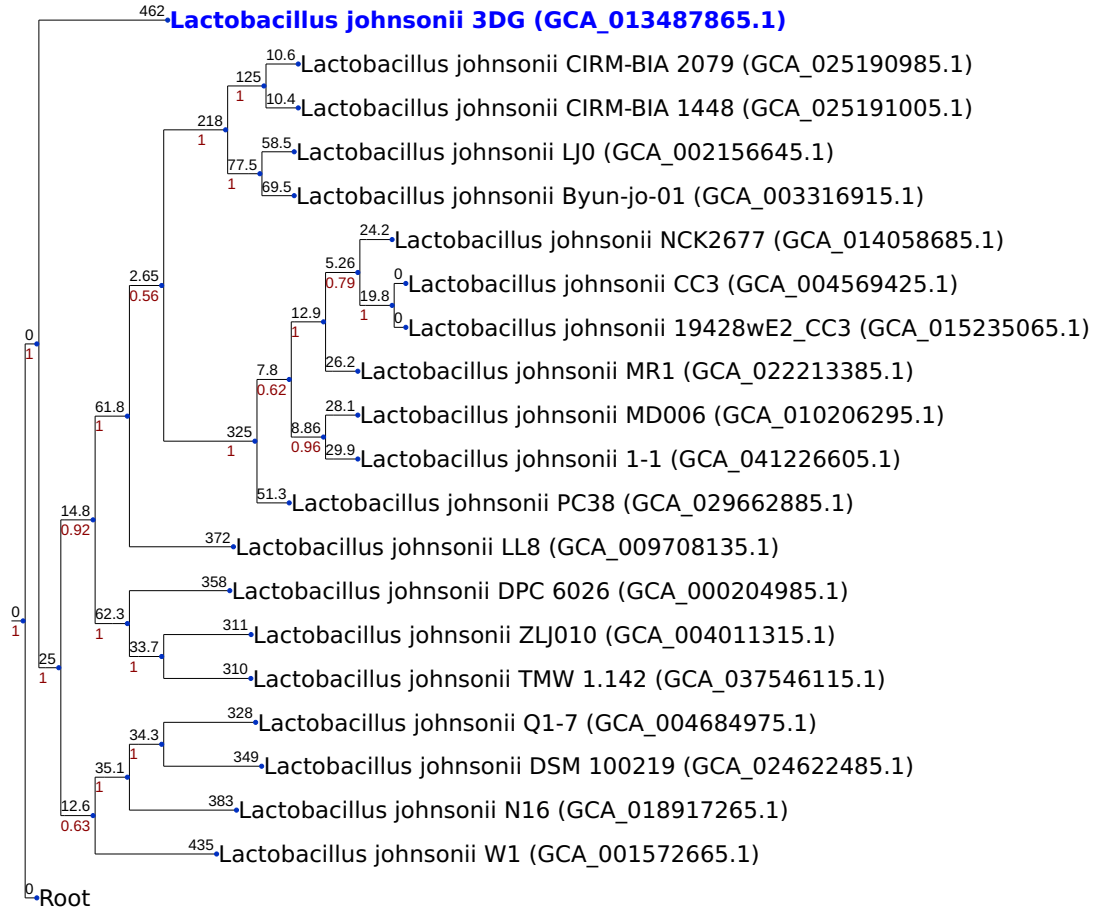 462
Lactobacillus johnsonii 3DG (GCA_013487865.1)
10.6
Lactobacillus johnsonii CIRM-BIA 2079 (GCA_025190985.1)
125
1
10.4
Lactobacillus johnsonii CIRM-BIA 1448 (GCA_025191005.1)
218
1
58.5
Lactobacillus johnsonii LJ0 (GCA_002156645.1)
77.5
1
69.5
Lactobacillus johnsonii Byun-jo-01 (GCA_003316915.1)
24.2
Lactobacillus johnsonii NCK2677 (GCA_014058685.1)
5.26
0.79
0
Lactobacillus johnsonii CC3 (GCA_004569425.1)
2.65
0.56
19.8
1
0
Lactobacillus johnsonii 19428wE2_CC3 (GCA_015235065.1)
12.9
1
0
1
26.2
Lactobacillus johnsonii MR1 (GCA_022213385.1)
7.8
0.62
28.1
Lactobacillus johnsonii MD006 (GCA_010206295.1)
61.8
1
8.86
0.96
325
1
29.9
Lactobacillus johnsonii 1-1 (GCA_041226605.1)
51.3
Lactobacillus johnsonii PC38 (GCA_029662885.1)
14.8
0.92
372
Lactobacillus johnsonii LL8 (GCA_009708135.1)
358
Lactobacillus johnsonii DPC 6026 (GCA_000204985.1)
0
1
62.3
1
311
Lactobacillus johnsonii ZLJ010 (GCA_004011315.1)
33.7
1
25
1
310
Lactobacillus johnsonii TMW 1.142 (GCA_037546115.1)
328
Lactobacillus johnsonii Q1-7 (GCA_004684975.1)
34.3
1
349
Lactobacillus johnsonii DSM 100219 (GCA_024622485.1)
35.1
1
383
Lactobacillus johnsonii N16 (GCA_018917265.1)
12.6
0.63
435
Lactobacillus johnsonii W1 (GCA_001572665.1)
0
Root